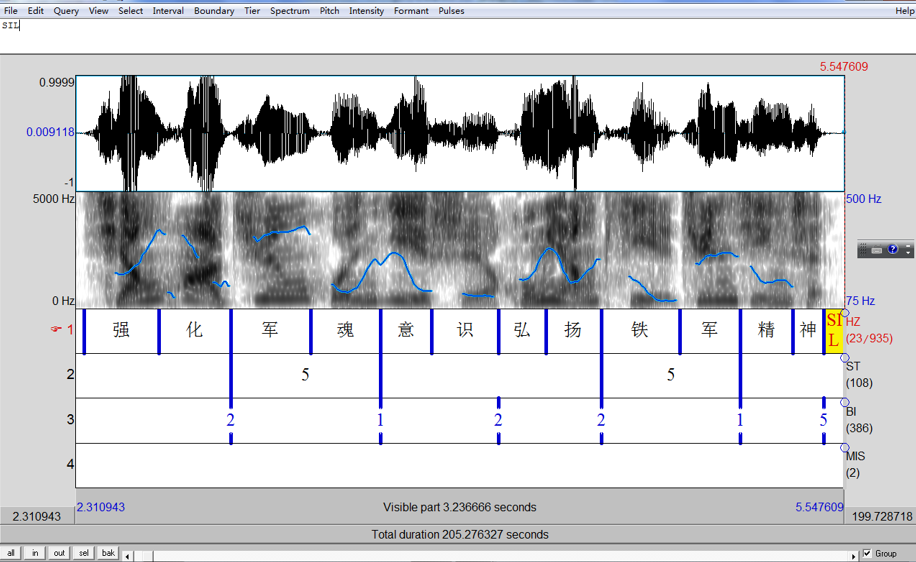 File Edit Query View Select Interval Boundary Tier Spectrum Pitch Intensity Formant Pulses Help
SIL
5.547609
0.9999
0.009118
-1
5000 Hz 500 Hz
0 Hz 75 Hz
1 强 化 军 魂 意 识 弘 扬 铁 军 精 神 SIL HZ (23/935)
2 5 5 ST (108)
3 2 1 2 2 1 5 BI (386)
4 MIS (2)
2.310943 Visible part 3.236666 seconds 5.547609
2.310943 199.728718
Total duration 205.276327 seconds
all in out sel bak Group